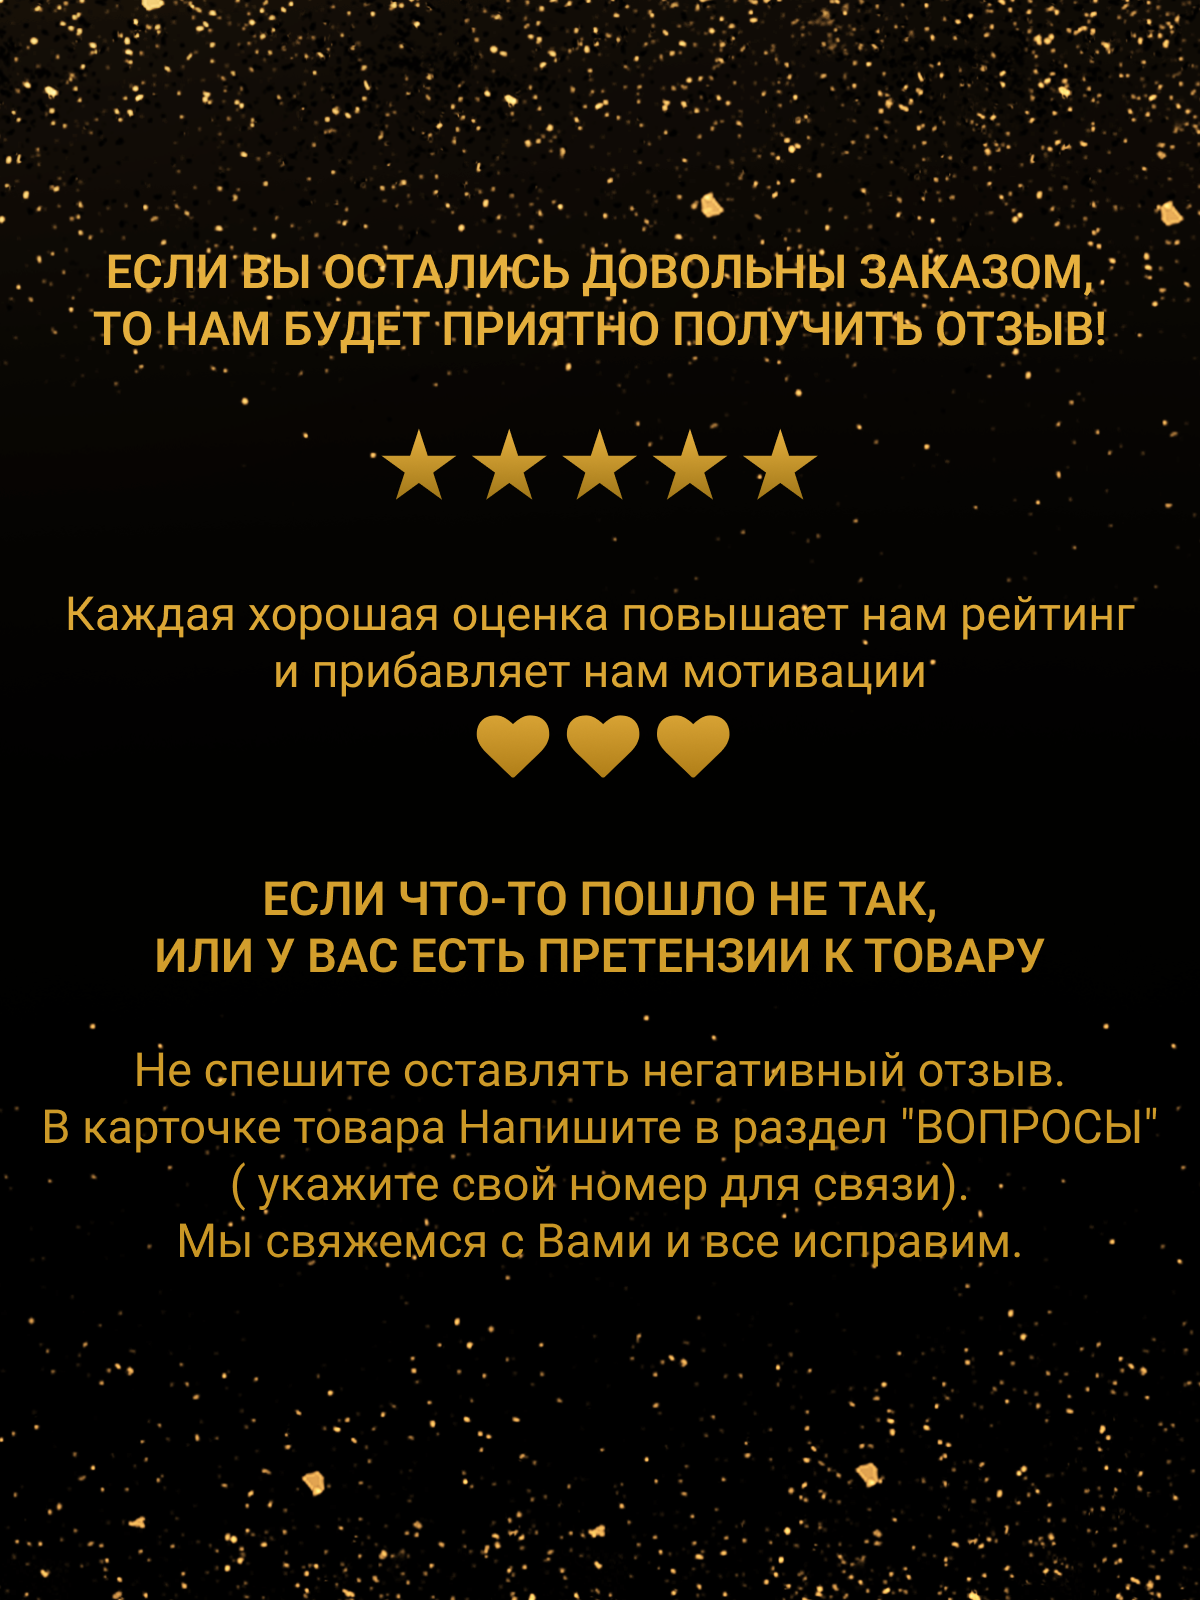 ЕСЛИ ВЫ ОСТАЛИСЬ ДОВОЛЬНЫ ЗАКАЗОМ,
ТО НАМ БУДЕТ ПРИЯТНО ПОЛУЧИТЬ ОТЗЫВ!
Каждая хорошая оценка повышает нам рейтинг
и прибавляет нам мотивации
ЕСЛИ ЧТО-ТО ПОШЛО НЕ ТАК,
ИЛИ У ВАС ЕСТЬ ПРЕТЕНЗИИ К ТОВАРУ
Не спешите оставлять негативный отзыв.
В карточке товара Напишите в раздел "ВОПРОСЫ"
( укажите свой номер для связи).
Мы свяжемся с Вами и все исправим.